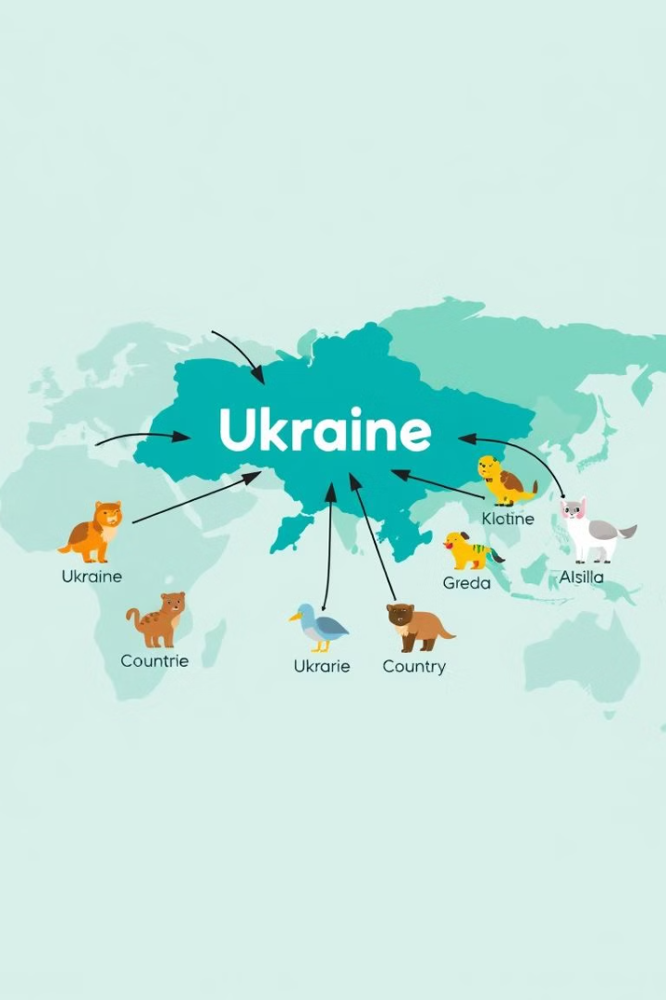 Ukraine
Klotine
Ukraine
Greda
Alsilla
Countrie
Ukrarie
Country